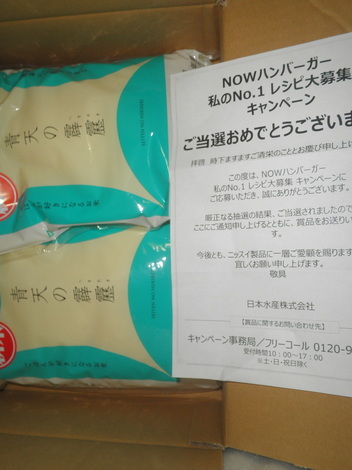 青天の霹靂
青天の霹靂
NOWハンバーガー
私のNo.1 レシピ大募集
キャンペーン
ご当選おめでとうございま
拝啓 時下ますますご清栄のこととお慶び申し上げ
この度は、NOWハンバーガー
私のNo.1 レシピ大募集 キャンペーンに
ご応募いただき、誠にありがとうございます。
厳正なる抽選の結果、ご当選されましたので
ここにご通知申し上げるとともに、賞品をお送りい
す。
今後とも、ニッスイ製品に一層ご愛顧を賜ります
宜しくお願い申し上げます。
敬具
日本水産株式会社
【賞品に関するお問い合わせ先】
キャンペーン事務局／フリーコール 0120-9
受付時間10：00～17：00
※土・日・祝日除く